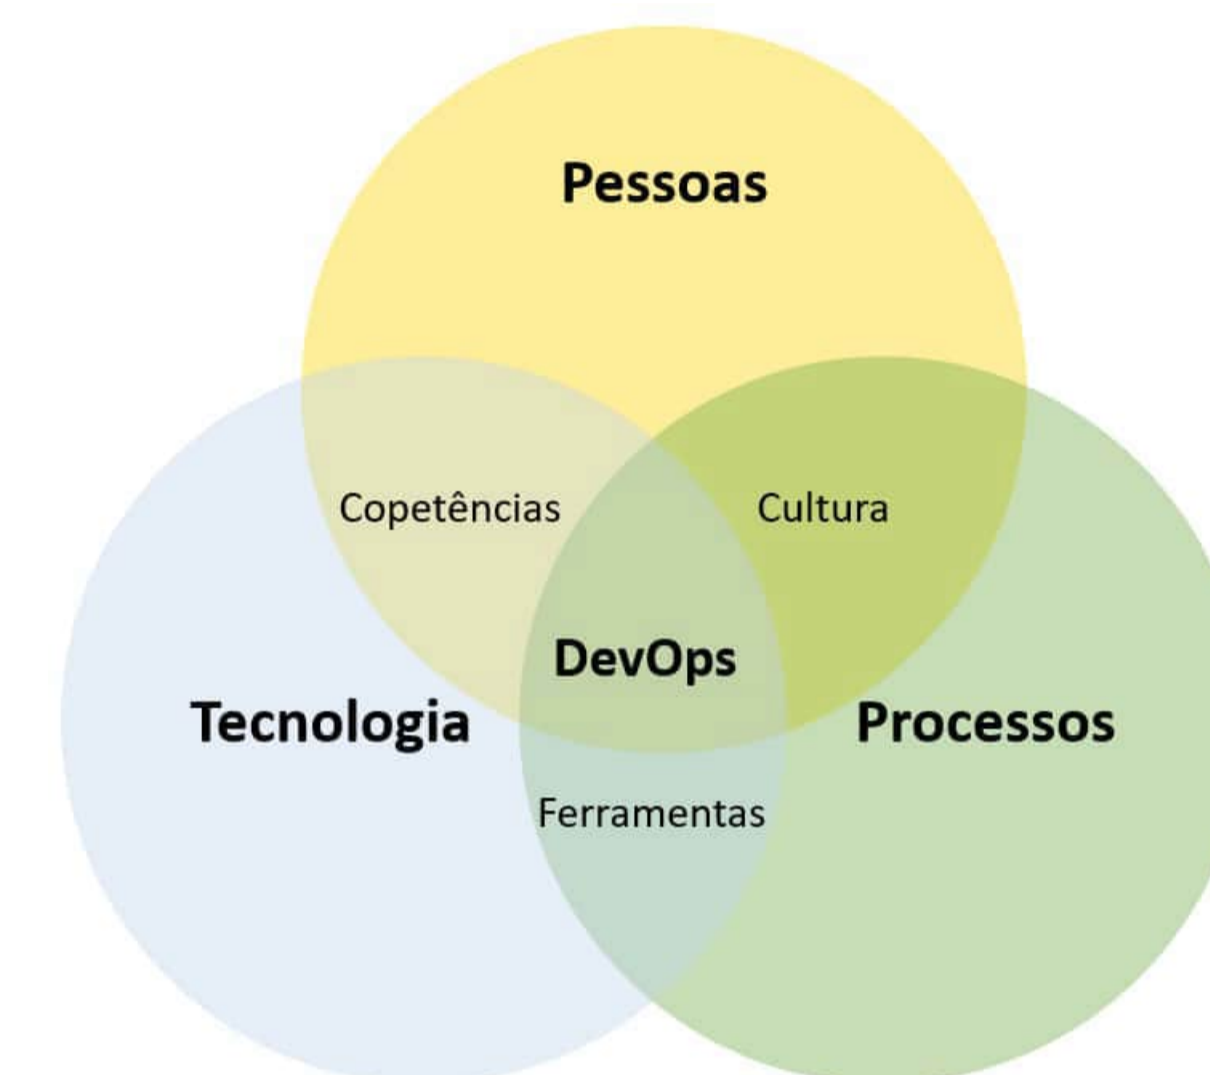 Pessoas
Copetências
Cultura
DevOps
Tecnologia
Processos
Ferramentas